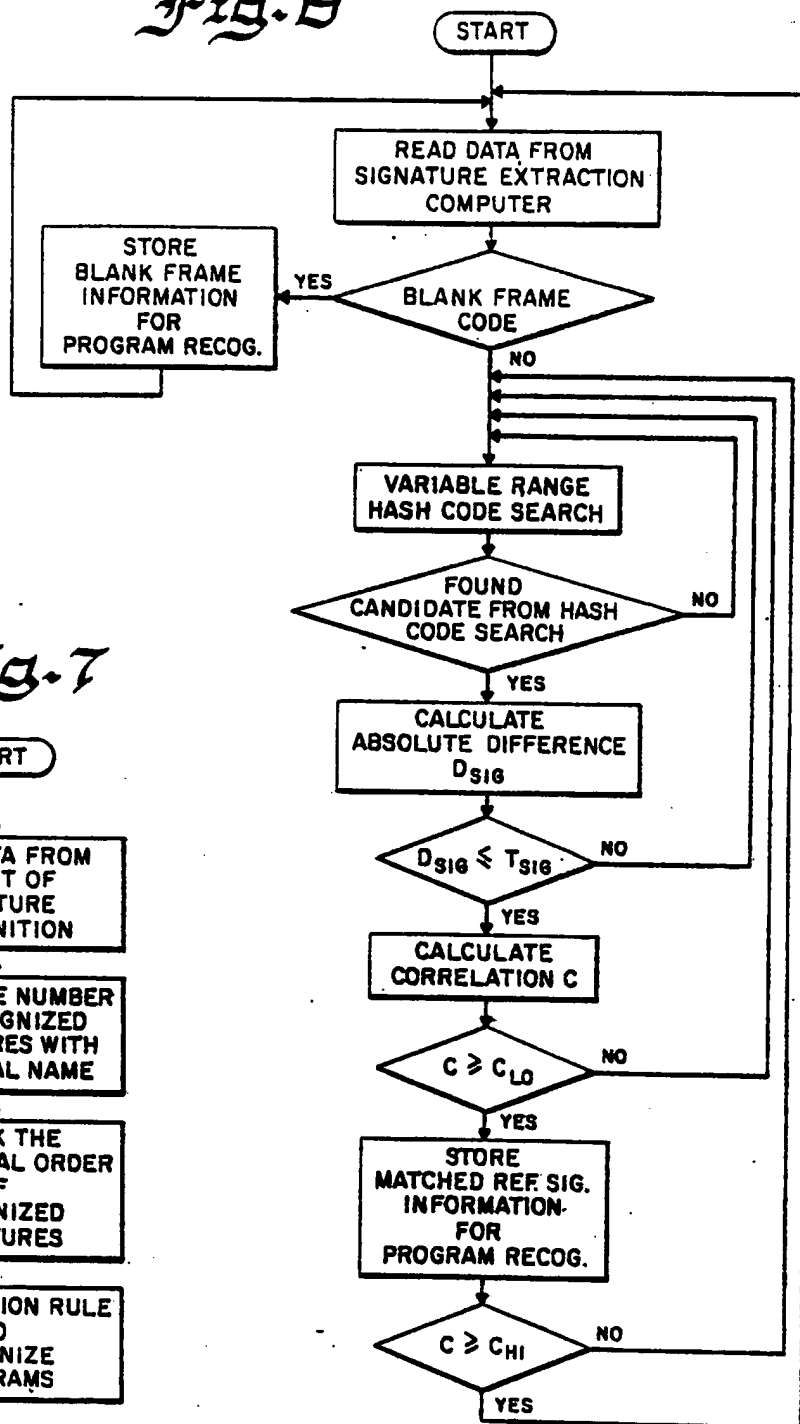 Fig. 6
START
READ DATA FROM
SIGNATURE EXTRACTION
COMPUTER
STORE
BLANK FRAME
INFORMATION
FOR
PROGRAM RECOG.
YES
BLANK FRAME
CODE
NO
VARIABLE RANGE
HASH CODE SEARCH
FOUND
CANDIDATE FROM HASH
CODE SEARCH
NO
YES
CALCULATE
ABSOLUTE DIFFERENCE
DSIG
DSIG ≤ TSIG
NO
YES
CALCULATE
CORRELATION C
C ≥ CLO
NO
YES
STORE
MATCHED REF. SIG.
INFORMATION
FOR
PROGRAM RECOG.
C ≥ CHI
NO
YES
g. 7
RT
TA FROM
T OF
TURE
NITION
E NUMBER
GNIZED
RES WITH
AL NAME
K THE
AL ORDER
F
NIZED
TURES
ION RULE
O
NIZE
RAMS